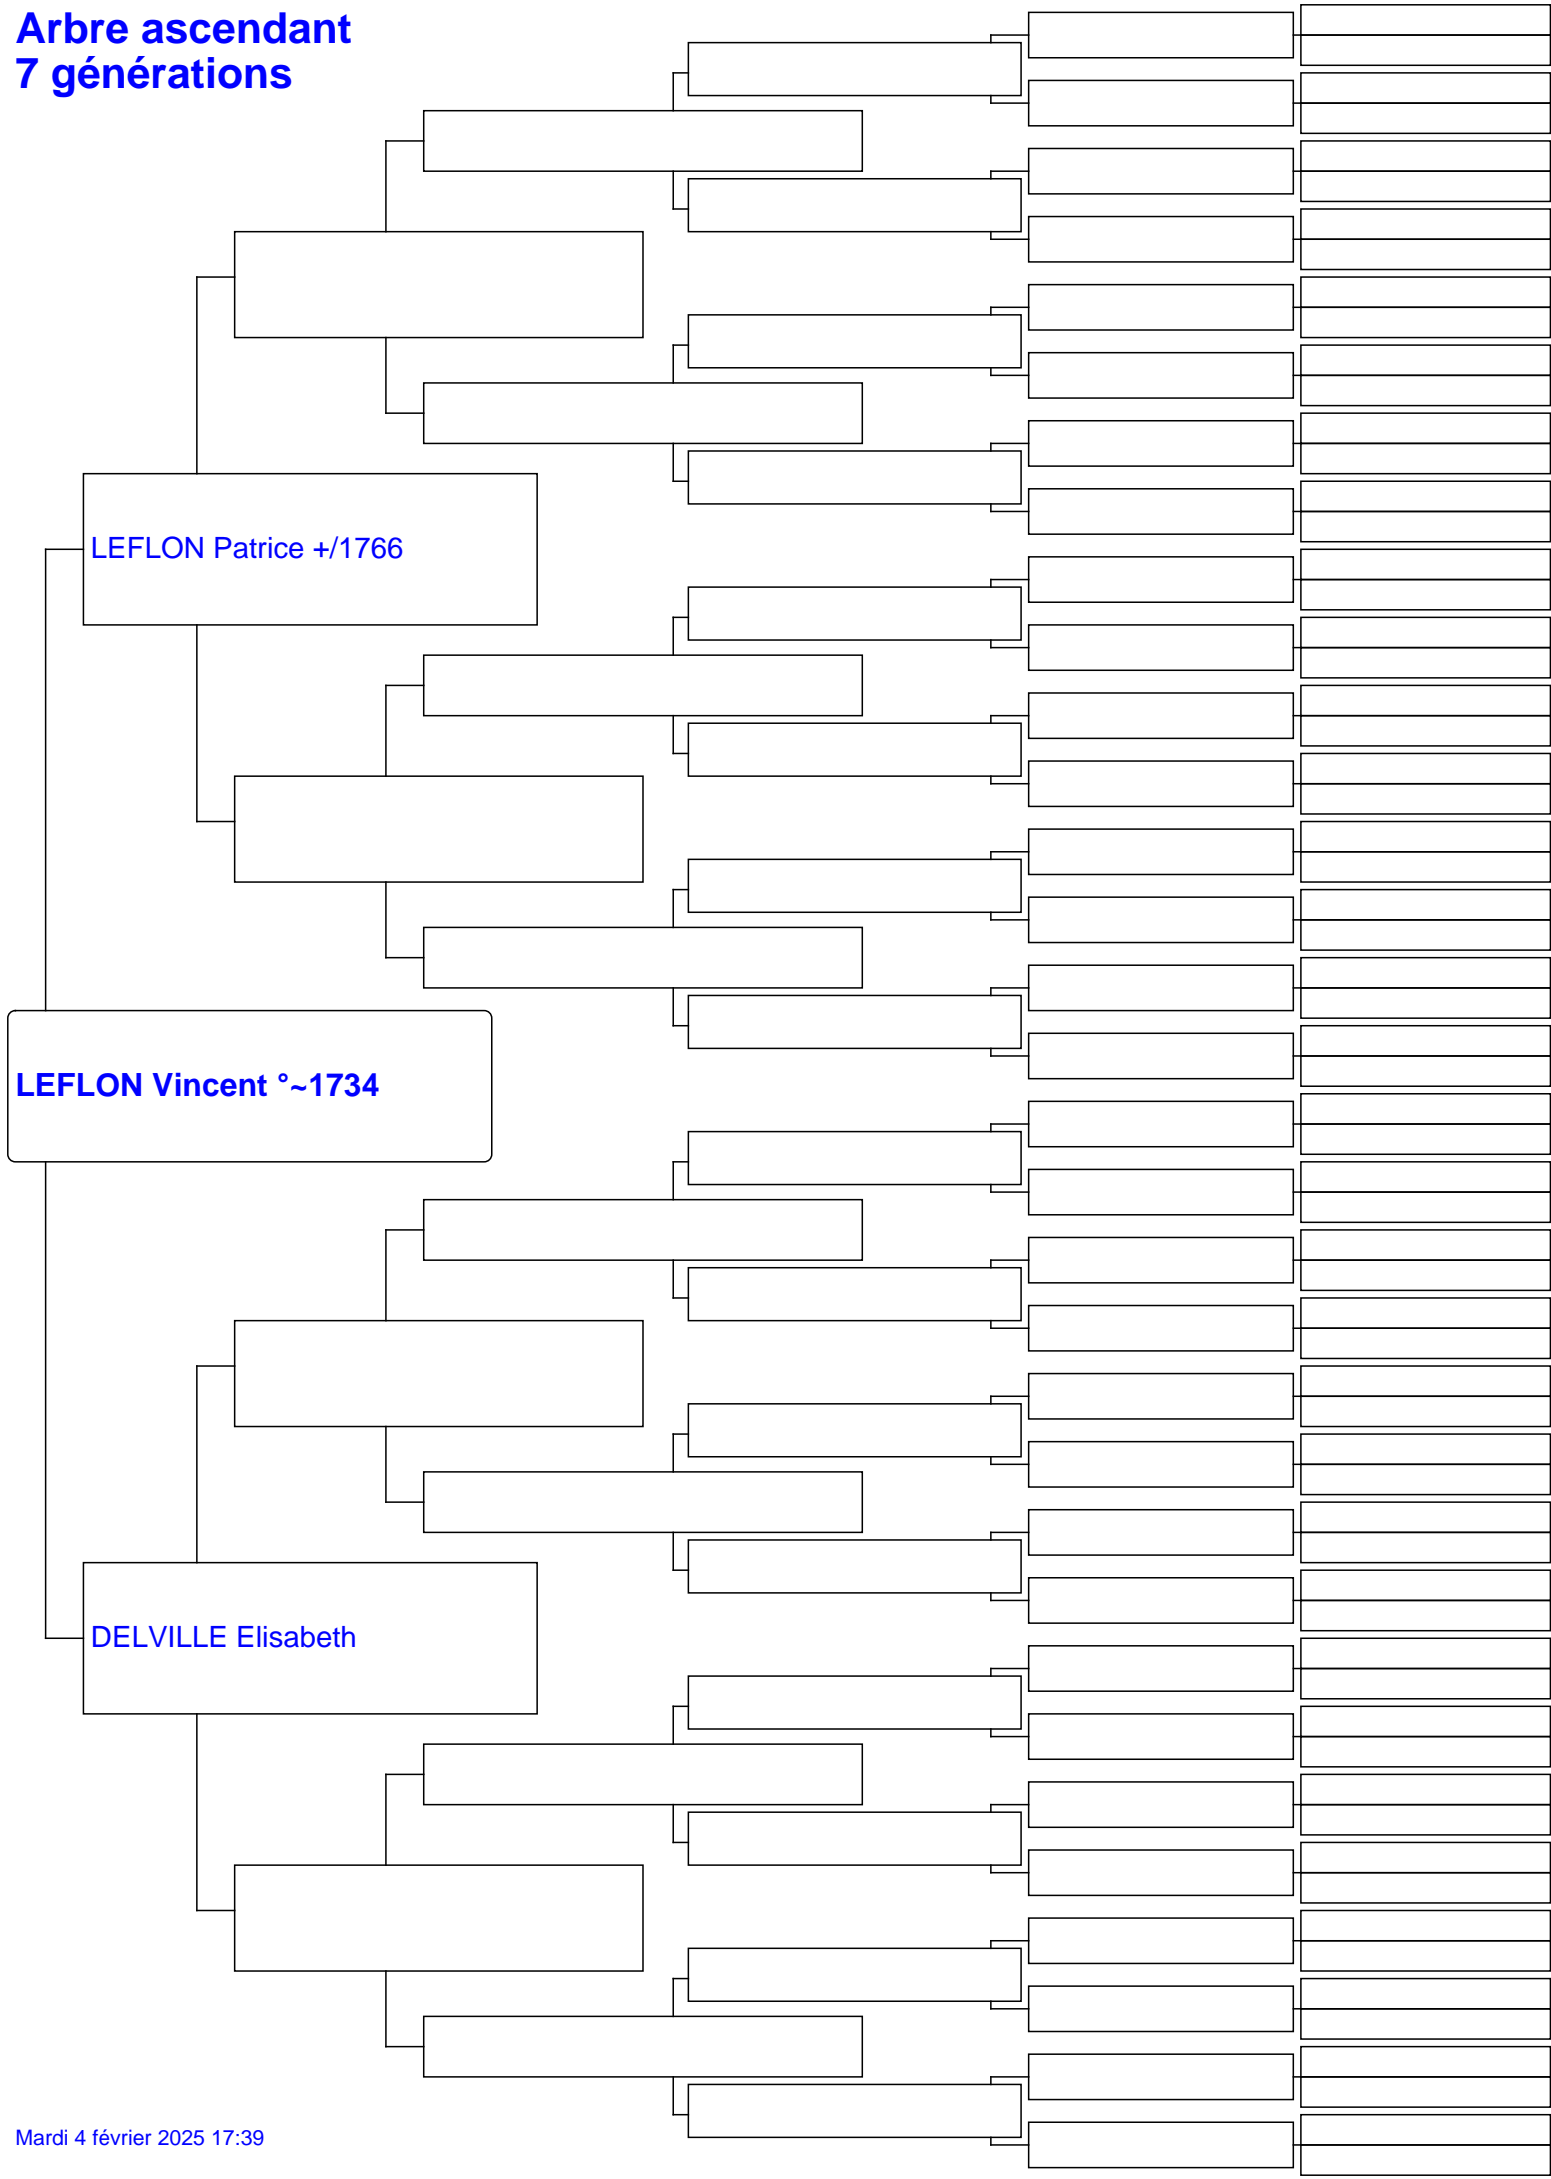 Arbre ascendant
7 générations
LEFLON Patrice +/1766
LEFLON Vincent °~1734
DELVILLE Elisabeth
Mardi 4 février 2025 17:39